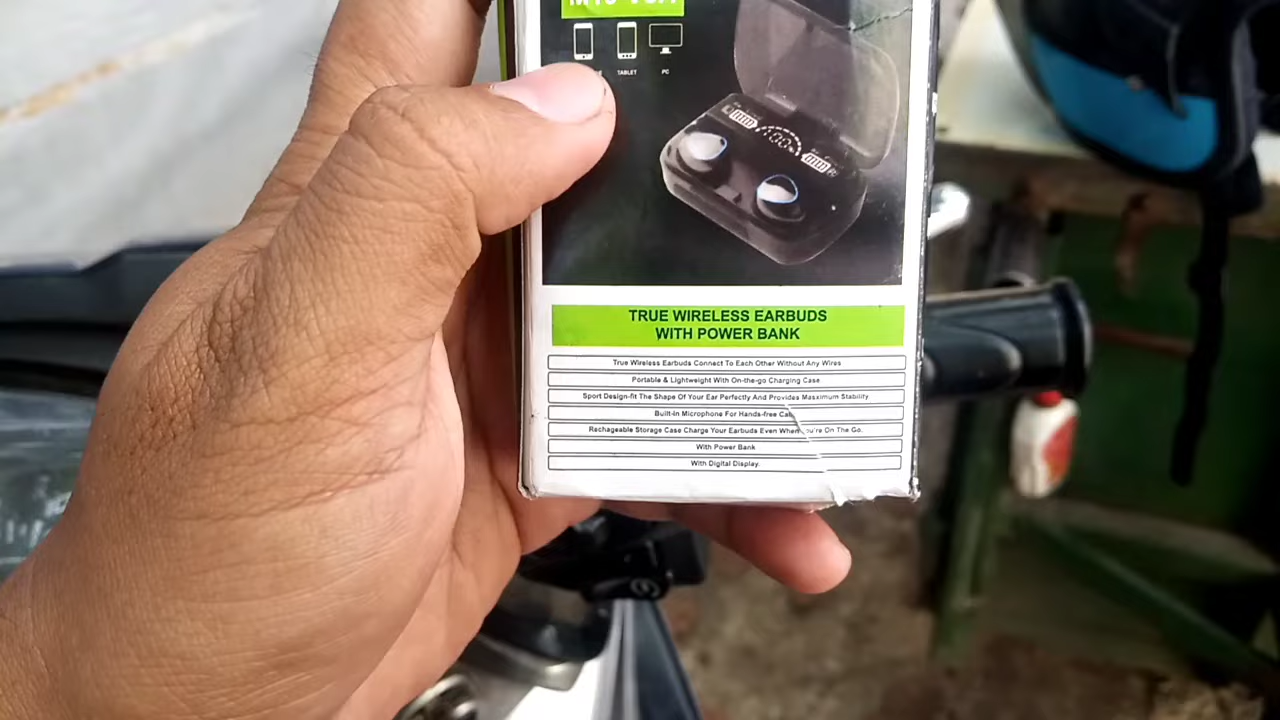 TABLET
PC
100%
TRUE WIRELESS EARBUDS
WITH POWER BANK
True Wireless Earbuds Connect To Each Other Without Any Wires
Portable & Lightweight With On-the-go Charging Case
Sport Design-fit The Shape Of Your Ear Perfectly And Provides Masximum Stability
Built-in Microphone For Hands-free
Rachageable Storage Case Charge Your Earbuds Even When You're On The Go.
With Power Bank
With Digital Display.